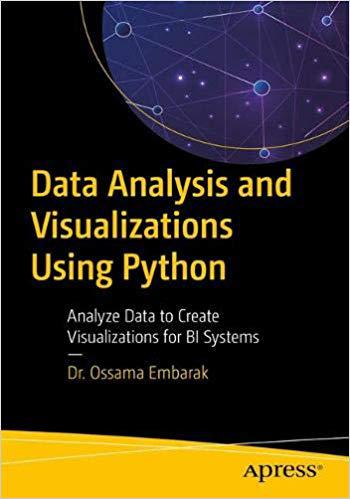 Data Analysis and
Visualizations
Using Python
Analyze Data to Create
Visualizations for BI Systems
—
Dr. Ossama Embarak
Apress®